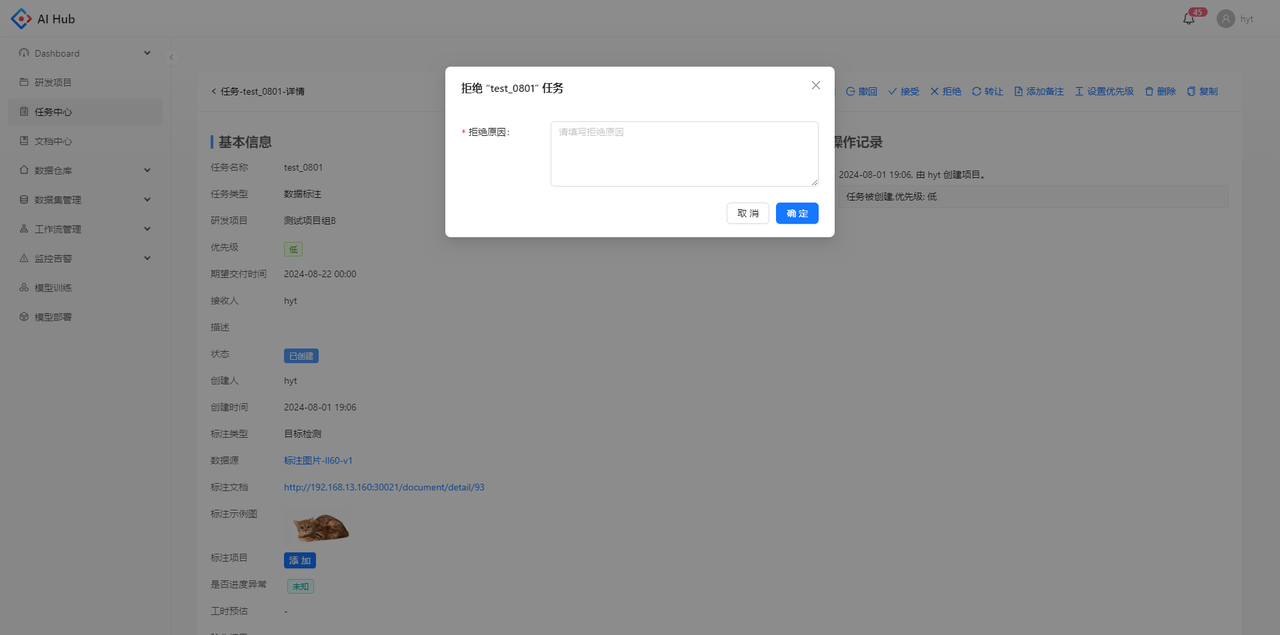 AI Hub
45
hyt
Dashboard
研发项目
任务中心
文档中心
数据仓库
数据集管理
工作流管理
监控告警
模型训练
模型部署
任务-test_0801-详情
撤回 接受 拒绝 转让 添加备注 设置优先级 删除 复制
拒绝 "test_0801" 任务
* 拒绝原因:
请填写拒绝原因
取 消
确 定
基本信息
任务名称 test_0801
任务类型 数据标注
研发项目 测试项目组B
优先级 低
期望交付时间 2024-08-22 00:00
接收人 hyt
描述
状态 已创建
创建人 hyt
创建时间 2024-08-01 19:06
标注类型 目标检测
数据源 标注图片-ll60-v1
标注文档 http://192.168.13.160:30021/document/detail/93
标注示例图
标注项目 添 加
是否进度异常 未知
工时预估 -
操作记录
2024-08-01 19:06, 由 hyt 创建项目。
任务被创建,优先级: 低